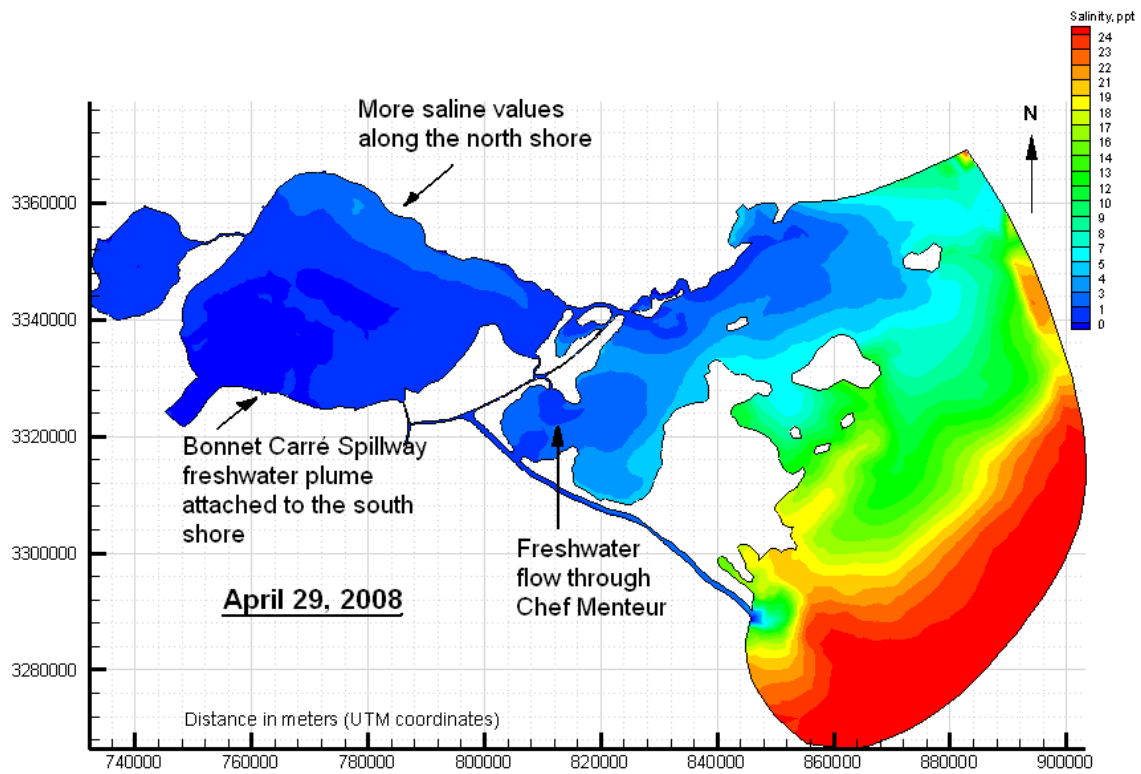 Salinity, ppt
24
23
22
21
19
18
17
16
14
13
12
10
9
8
7
5
4
3
1
0
N
More saline values
along the north shore
3360000
3340000
3320000
3300000
3280000
Bonnet Carré Spillway
freshwater plume
attached to the south
shore
Freshwater
flow through
Chef Menteur
April 29, 2008
Distance in meters (UTM coordinates)
740000 760000 780000 800000 820000 840000 860000 880000 900000